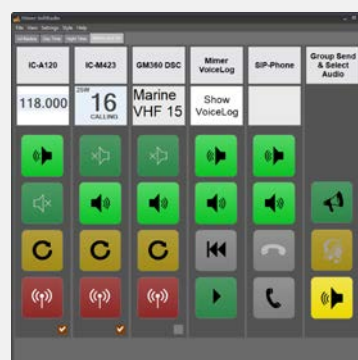 Mimer SoftRadio
File View Settings Style Help
IC-A120
IC-M423
GM360 DSC
Mimer
VoiceLog
SIP-Phone
Group Send
& Select
Audio
118.000
25W
16
CALLING
Marine
VHF 15
Show
VoiceLog